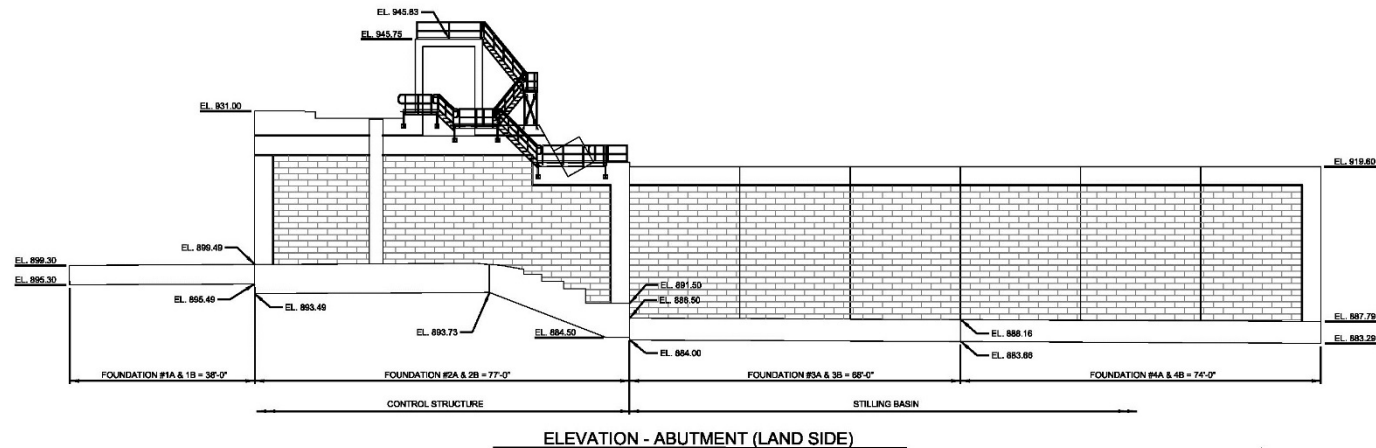 EL. 945.83
EL. 945.75
EL. 931.00
EL. 919.60
EL. 899.49
EL. 899.30
EL. 895.30
EL. 895.49
EL. 893.49
EL. 893.73
EL. 884.50
EL. 891.50
EL. 888.50
EL. 884.00
EL. 888.16
EL. 883.66
EL. 887.79
EL. 883.29
FOUNDATION #1A & 1B = 38'-0"
FOUNDATION #2A & 2B = 77'-0"
FOUNDATION #3A & 3B = 68'-0"
FOUNDATION #4A & 4B = 74'-0"
CONTROL STRUCTURE
STILLING BASIN
ELEVATION - ABUTMENT (LAND SIDE)